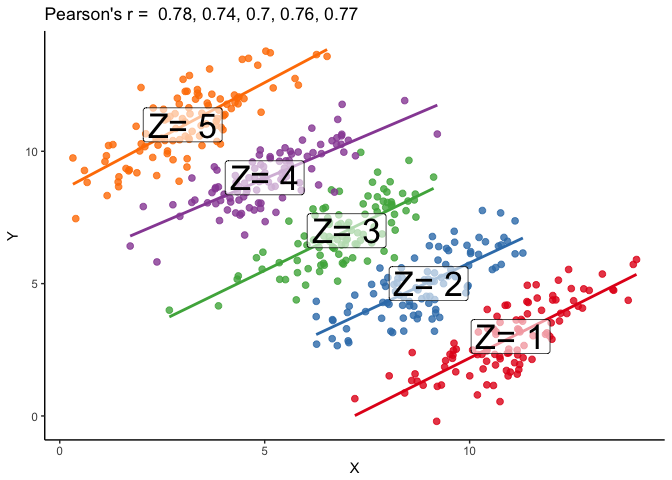 Pearson's r =  0.78, 0.74, 0.7, 0.76, 0.77
Z= 5
10
Z= 4
Z= 3
Y
Z= 2
5
Z= 1
0
0
5
10
X